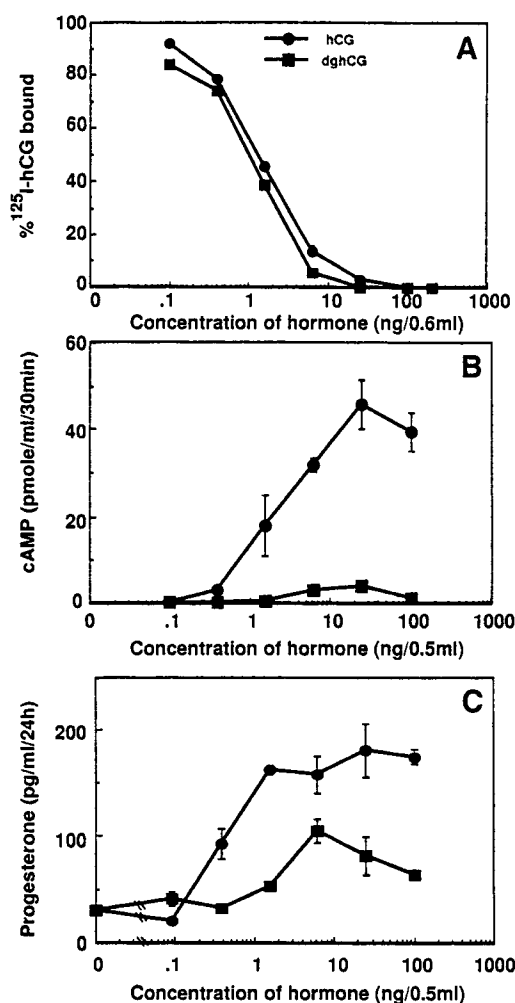 hCG
dghCG
A
100
80
60
40
20
0
% 125I-hCG bound
0 .1 1 10 100 1000
Concentration of hormone (ng/0.6ml)
B
60
40
20
0
cAMP (pmole/ml/30min)
0 .1 1 10 100 1000
Concentration of hormone (ng/0.5ml)
C
200
100
0
Progesterone (pg/ml/24h)
0 .1 1 10 100 1000
Concentration of hormone (ng/0.5ml)